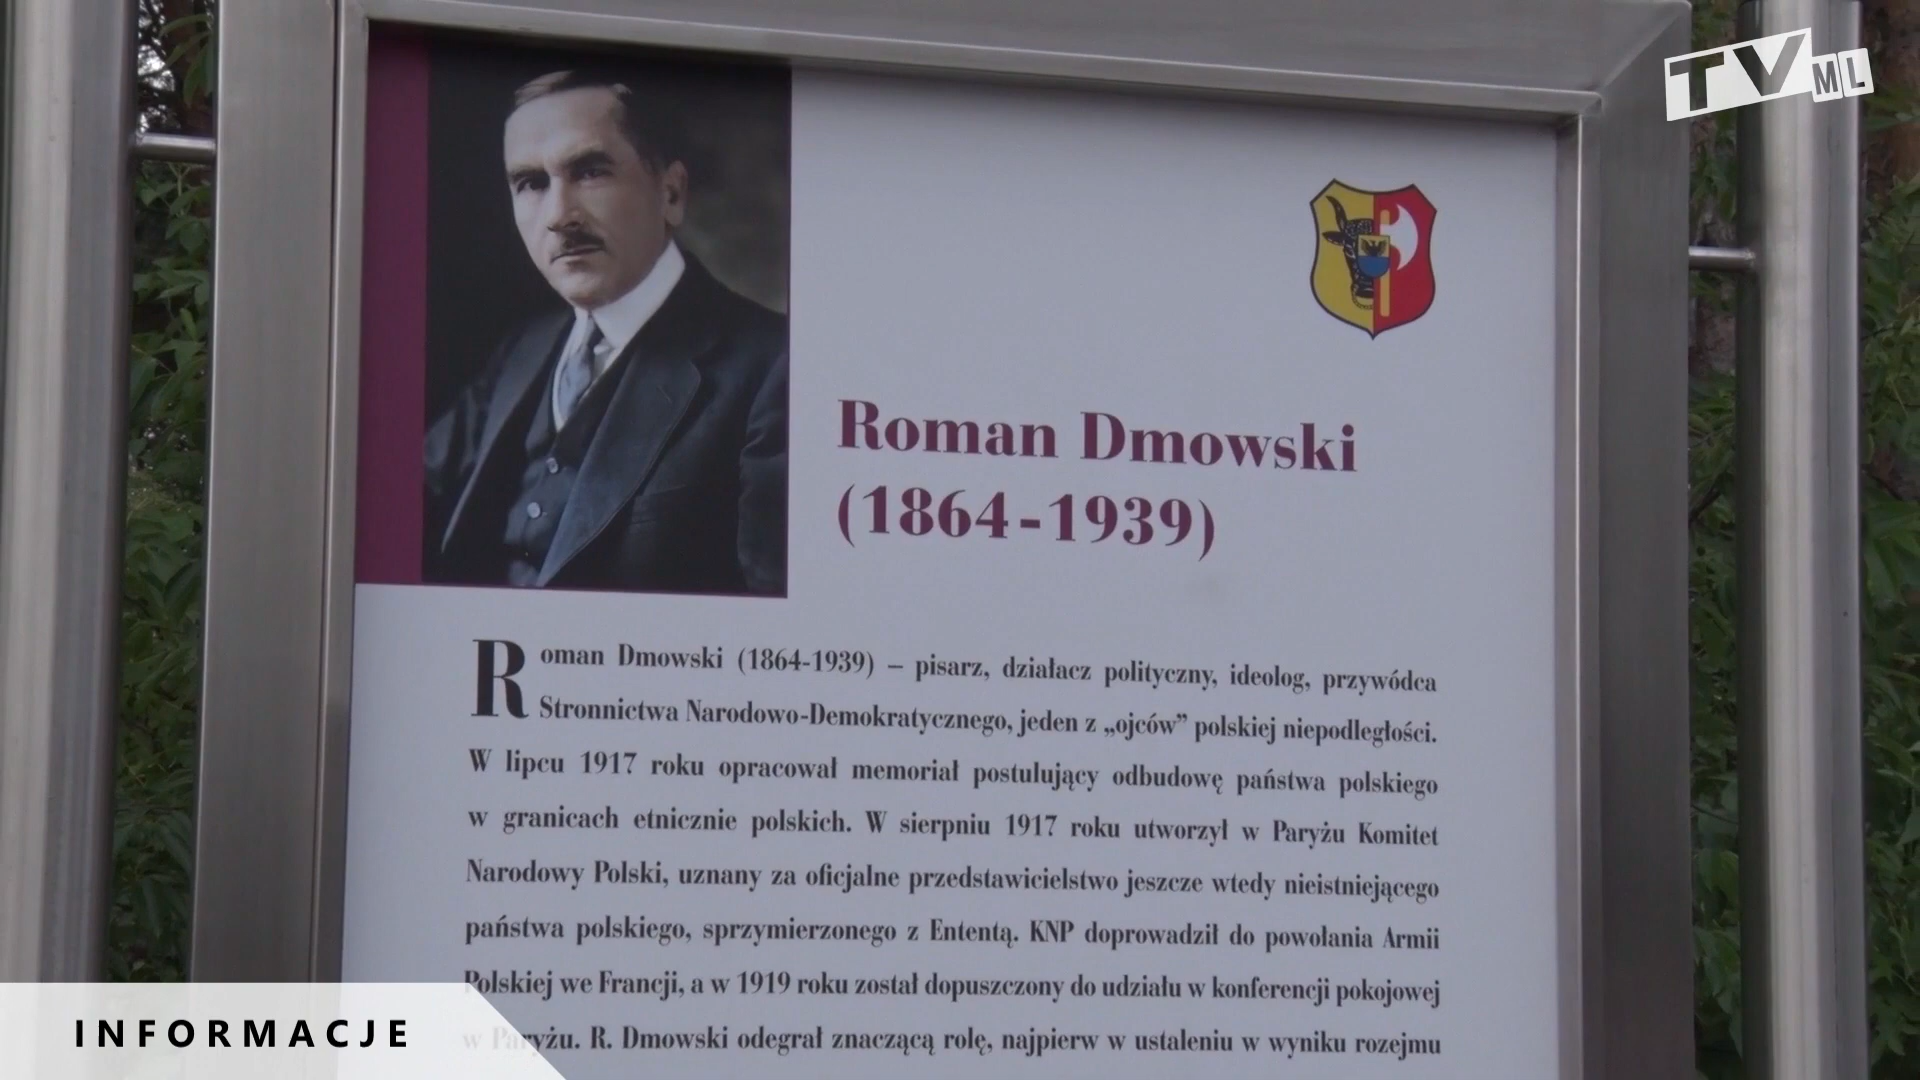 TV ML
Roman Dmowski
(1864-1939)
Roman Dmowski (1864-1939) – pisarz, działacz polityczny, ideolog, przywódca
Stronnictwa Narodowo-Demokratycznego, jeden z „ojców” polskiej niepodległości.
W lipcu 1917 roku opracował memoriał postulujący odbudowę państwa polskiego
w granicach etnicznie polskich. W sierpniu 1917 roku utworzył w Paryżu Komitet
Narodowy Polski, uznany za oficjalne przedstawicielstwo jeszcze wtedy nieistniejącego
państwa polskiego, sprzymierzonego z Ententą. KNP doprowadził do powołania Armii
Polskiej we Francji, a w 1919 roku został dopuszczony do udziału w konferencji pokojowej
w Paryżu. R. Dmowski odegrał znaczącą rolę, najpierw w ustaleniu w wyniku rozejmu
INFORMACJE